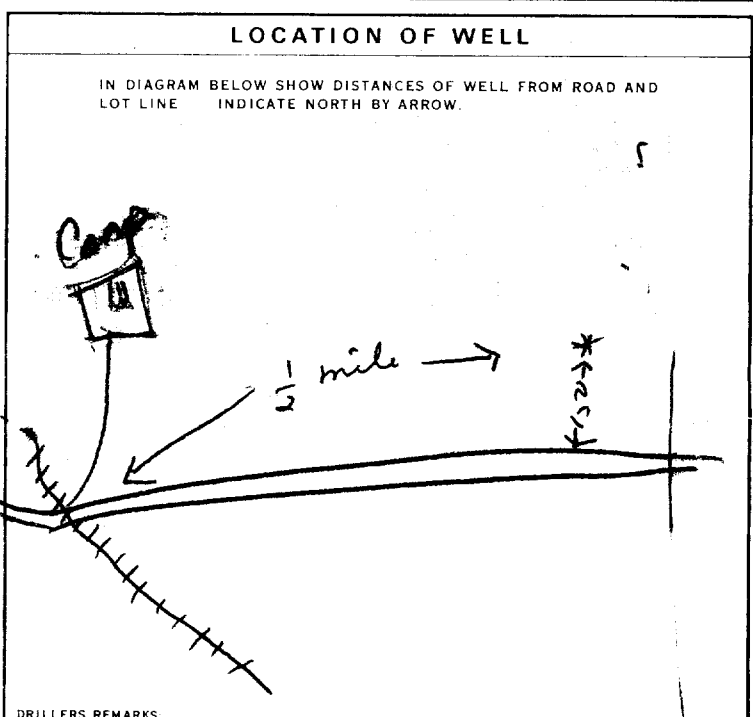 LOCATION OF WELL
IN DIAGRAM BELOW SHOW DISTANCES OF WELL FROM ROAD AND
LOT LINE INDICATE NORTH BY ARROW.
Camp
1/2 mile
DRILLERS REMARKS: